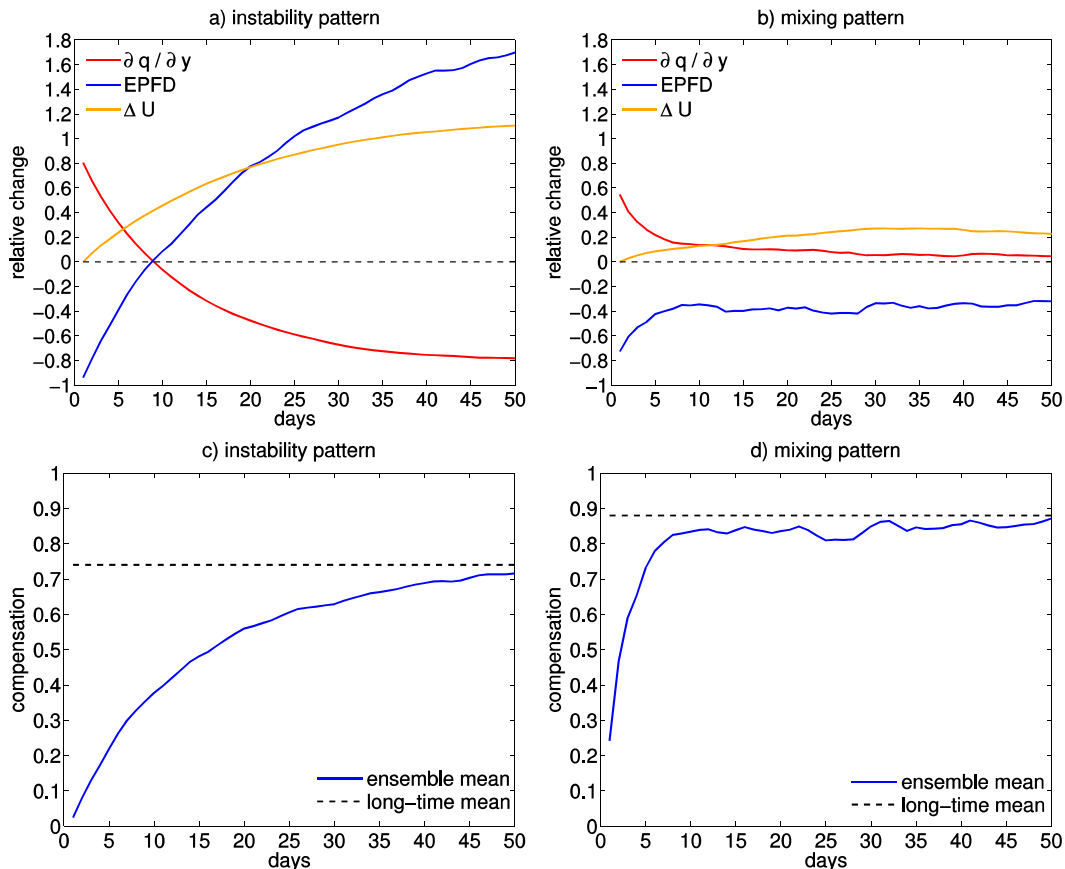 a) instability pattern
1.8
1.6
1.4
1.2
1
0.8
0.6
0.4
0.2
0
−0.2
−0.4
−0.6
−0.8
−1
relative change
∂ q / ∂ y
EPFD
Δ U
0 5 10 15 20 25 30 35 40 45 50
days
b) mixing pattern
1.8
1.6
1.4
1.2
1
0.8
0.6
0.4
0.2
0
−0.2
−0.4
−0.6
−0.8
−1
relative change
∂ q / ∂ y
EPFD
Δ U
0 5 10 15 20 25 30 35 40 45 50
days
c) instability pattern
1
0.9
0.8
0.7
0.6
0.5
0.4
0.3
0.2
0.1
0
compensation
ensemble mean
long−time mean
0 5 10 15 20 25 30 35 40 45 50
days
d) mixing pattern
1
0.9
0.8
0.7
0.6
0.5
0.4
0.3
0.2
0.1
0
compensation
ensemble mean
long−time mean
0 5 10 15 20 25 30 35 40 45 50
days